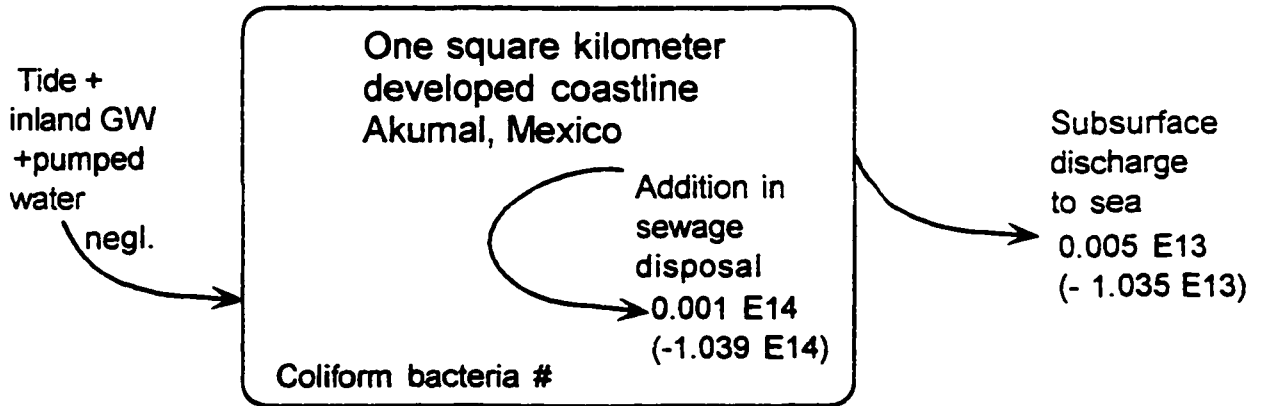 Tide +
inland GW
+pumped
water
negl.
One square kilometer
developed coastline
Akumal, Mexico
Addition in
sewage
disposal
0.001 E14
(-1.039 E14)
Coliform bacteria #
Subsurface
discharge
to sea
0.005 E13
(- 1.035 E13)